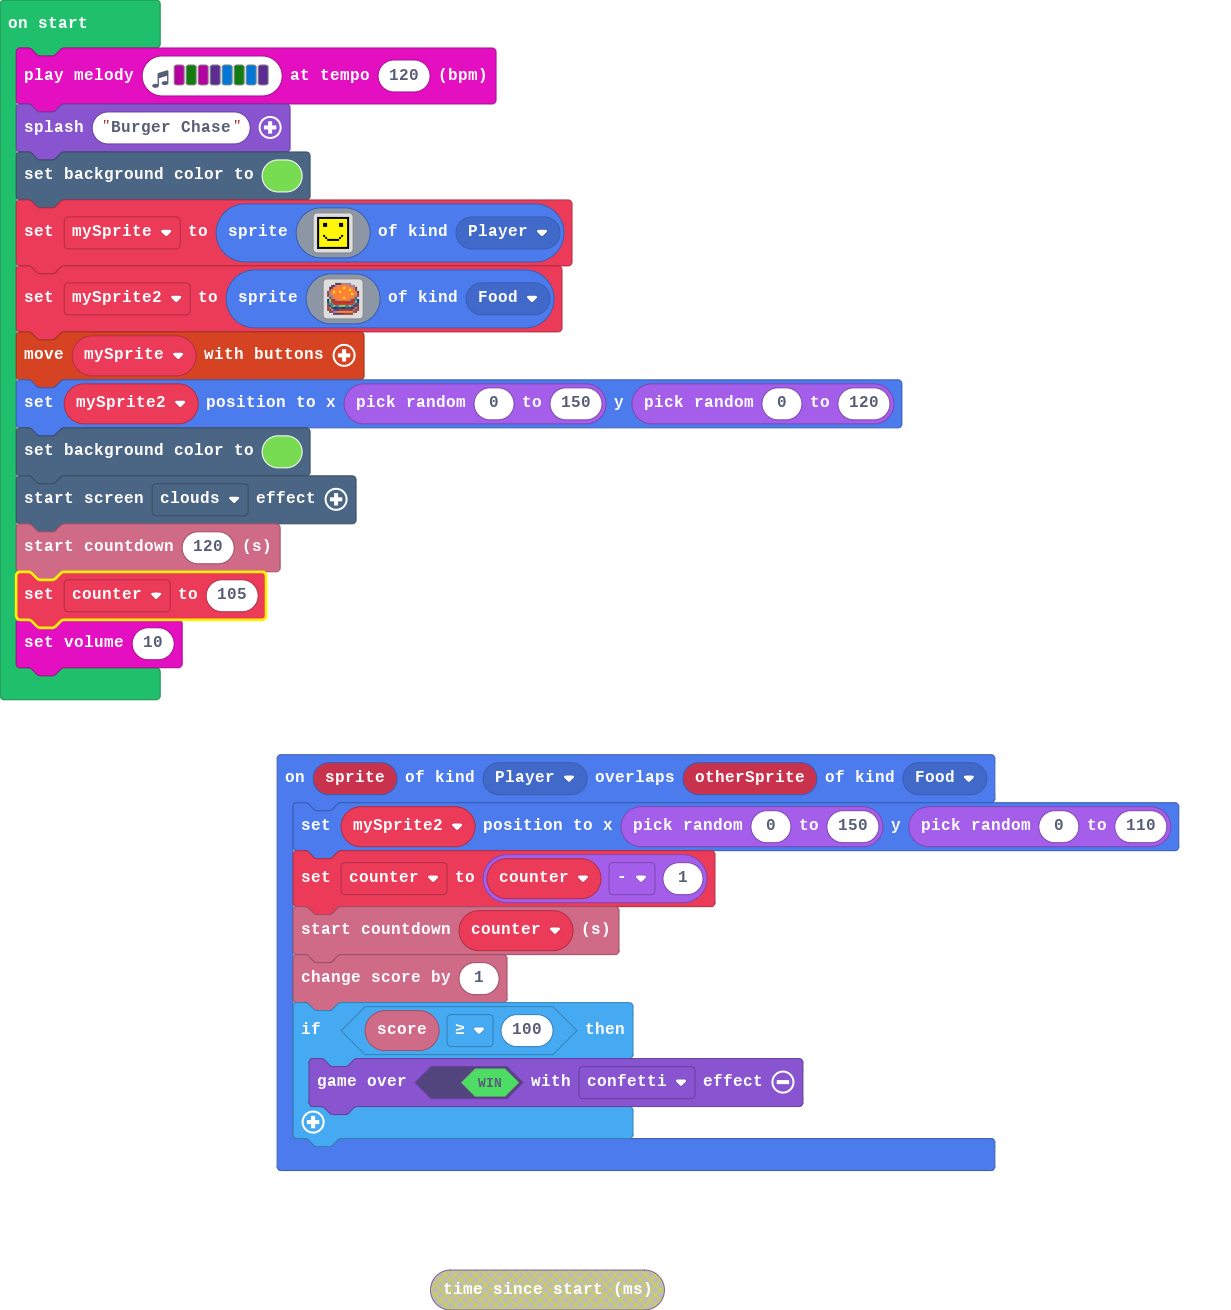 on start
play melody at tempo 120 (bpm)
splash "Burger Chase"
set background color to
set mySprite to sprite of kind Player
set mySprite2 to sprite of kind Food
move mySprite with buttons
set mySprite2 position to x pick random 0 to 150 y pick random 0 to 120
set background color to
start screen clouds effect
start countdown 120 (s)
set counter to 105
set volume 10
on sprite of kind Player overlaps otherSprite of kind Food
set mySprite2 position to x pick random 0 to 150 y pick random 0 to 110
set counter to counter - 1
start countdown counter (s)
change score by 1
if score ≥ 100 then
game over WIN with confetti effect
time since start (ms)